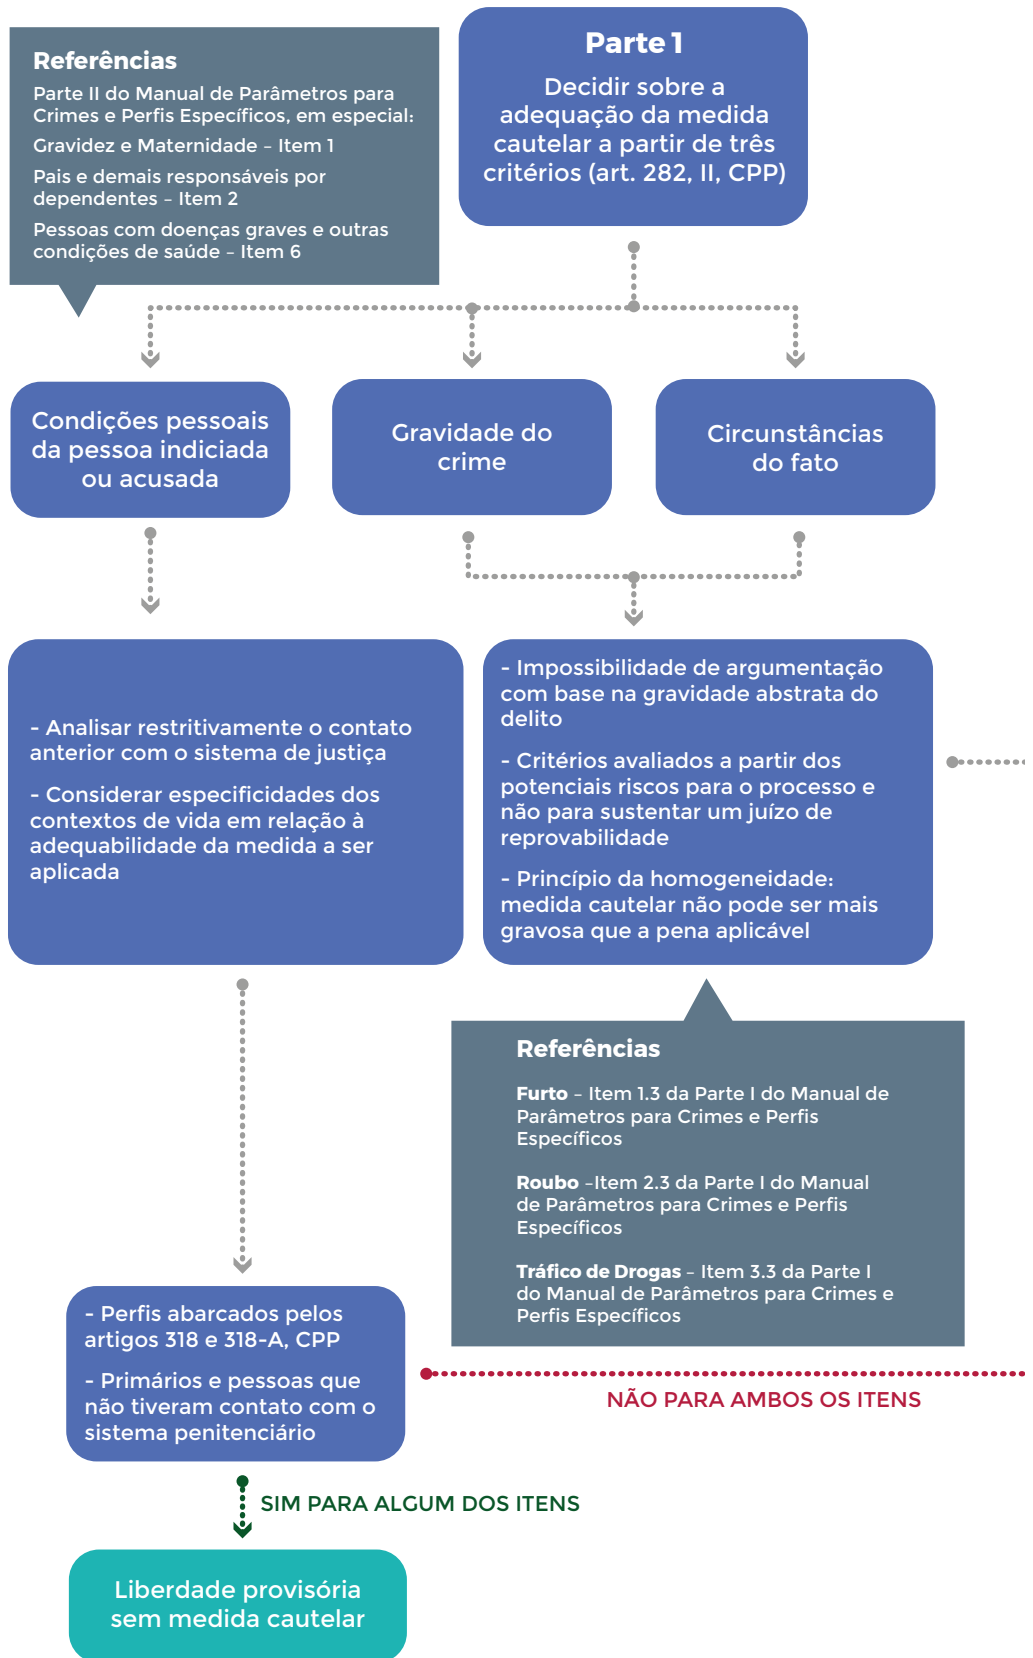 Referências
Parte II do Manual de Parâmetros para
Crimes e Perfis Específicos, em especial:
Gravidez e Maternidade – Item 1
Pais e demais responsáveis por
dependentes – Item 2
Pessoas com doenças graves e outras
condições de saúde – Item 6
Parte 1
Decidir sobre a
adequação da medida
cautelar a partir de três
critérios (art. 282, II, CPP)
Condições pessoais
da pessoa indiciada
ou acusada
Gravidade do
crime
Circunstâncias
do fato
- Analisar restritivamente o contato
anterior com o sistema de justiça
- Considerar especificidades dos
contextos de vida em relação à
adequabilidade da medida a ser
aplicada
- Impossibilidade de argumentação
com base na gravidade abstrata do
delito
- Critérios avaliados a partir dos
potenciais riscos para o processo e
não para sustentar um juízo de
reprovabilidade
- Princípio da homogeneidade:
medida cautelar não pode ser mais
gravosa que a pena aplicável
Referências
Furto – Item 1.3 da Parte I do Manual de
Parâmetros para Crimes e Perfis
Específicos
Roubo –Item 2.3 da Parte I do Manual
de Parâmetros para Crimes e Perfis
Específicos
Tráfico de Drogas – Item 3.3 da Parte I
do Manual de Parâmetros para Crimes e
Perfis Específicos
- Perfis abarcados pelos
artigos 318 e 318-A, CPP
- Primários e pessoas que
não tiveram contato com o
sistema penitenciário
NÃO PARA AMBOS OS ITENS
SIM PARA ALGUM DOS ITENS
Liberdade provisória
sem medida cautelar